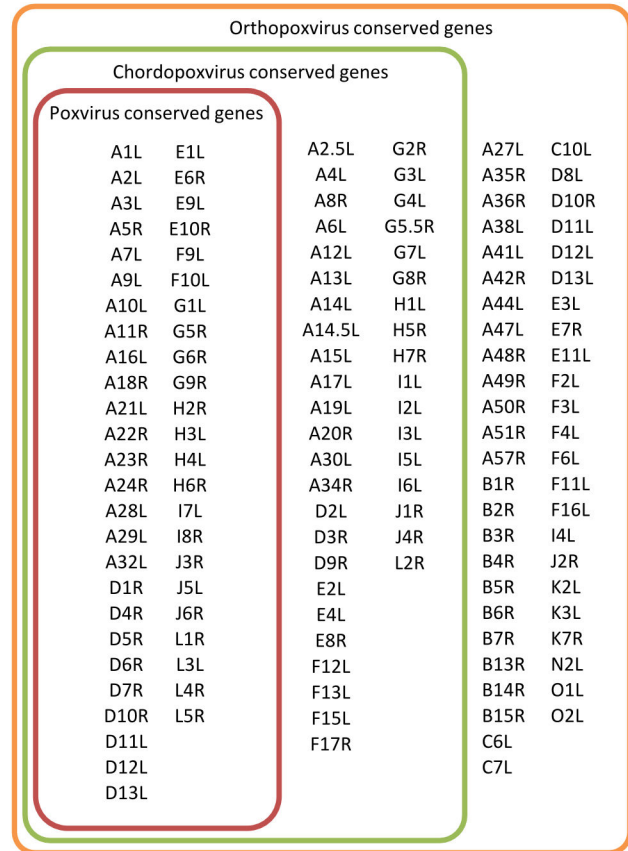 Orthopoxvirus conserved genes
Chordopoxvirus conserved genes
Poxvirus conserved genes
A1L E1L
A2L E6R
A3L E9L
A5R E10R
A7L F9L
A9L F10L
A10L G1L
A11R G5R
A16L G6R
A18R G9R
A21L H2R
A22R H3L
A23R H4L
A24R H6R
A28L I7L
A29L I8R
A32L J3R
D1R J5L
D4R J6R
D5R L1R
D6R L3L
D7R L4R
D10R L5R
D11L
D12L
D13L
A2.5L G2R
A4L G3L
A8R G4L
A6L G5.5R
A12L G7L
A13L G8R
A14L H1L
A14.5L H5R
A15L H7R
A17L I1L
A19L I2L
A20R I3L
A30L I5L
A34R I6L
D2L J1R
D3R J4R
D9R L2R
E2L
E4L
E8R
F12L
F13L
F15L
F17R
A27L C10L
A35R D8L
A36R D10R
A38L D11L
A41L D12L
A42R D13L
A44L E3L
A47L E7R
A48R E11L
A49R F2L
A50R F3L
A51R F4L
A57R F6L
B1R F11L
B2R F16L
B3R I4L
B4R J2R
B5R K2L
B6R K3L
B7R K7R
B13R N2L
B14R O1L
B15R O2L
C6L
C7L